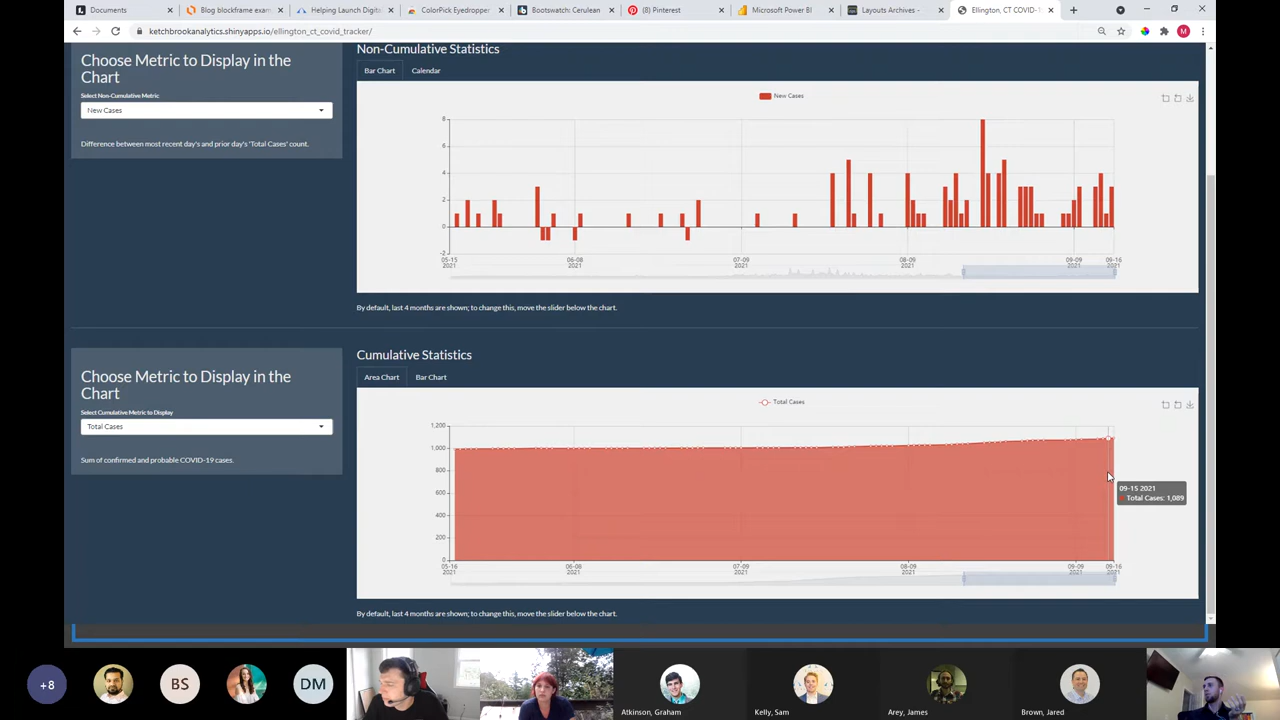 Documents
Blog blockframe exam
Helping Launch Digita
ColorPick Eyedropper
Bootswatch: Cerulean
(8) Pinterest
Microsoft Power BI
Layouts Archives -
Ellington, CT COVID-1
ketchbrookanalytics.shinyapps.io/ellington_ct_covid_tracker/
M
Choose Metric to Display in the
Chart
Select Non-Cumulative Metric
New Cases
Difference between most recent day's and prior day's 'Total Cases' count.
Non-Cumulative Statistics
Bar Chart
Calendar
New Cases
8
6
4
2
0
-2
05-15
2021
06-08
2021
07-09
2021
08-09
2021
09-09
2021
09-16
2021
By default, last 4 months are shown; to change this, move the slider below the chart.
Choose Metric to Display in the
Chart
Select Cumulative Metric to Display
Total Cases
Sum of confirmed and probable COVID-19 cases.
Cumulative Statistics
Area Chart
Bar Chart
Total Cases
1,200
1,000
800
600
400
200
0
05-16
2021
06-08
2021
07-09
2021
08-09
2021
09-09
2021
09-16
2021
09-15 2021
Total Cases: 1,089
By default, last 4 months are shown; to change this, move the slider below the chart.
+8
BS
DM
Atkinson, Graham
Kelly, Sam
Arey, James
Brown, Jared